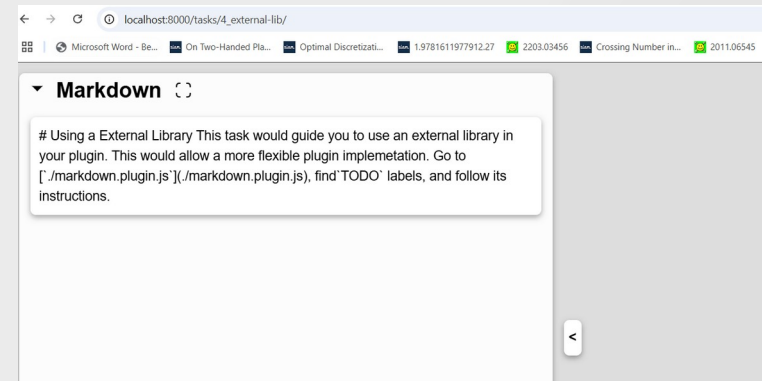 localhost:8000/tasks/4_external-lib/
Microsoft Word - Be... On Two-Handed Pla... Optimal Discretizati... 1.9781611977912.27 2203.03456 Crossing Number in... 2011.06545
Markdown
# Using a External Library This task would guide you to use an external library in
your plugin. This would allow a more flexible plugin implemetation. Go to
[`./markdown.plugin.js`](./markdown.plugin.js), find`TODO` labels, and follow its
instructions.
<